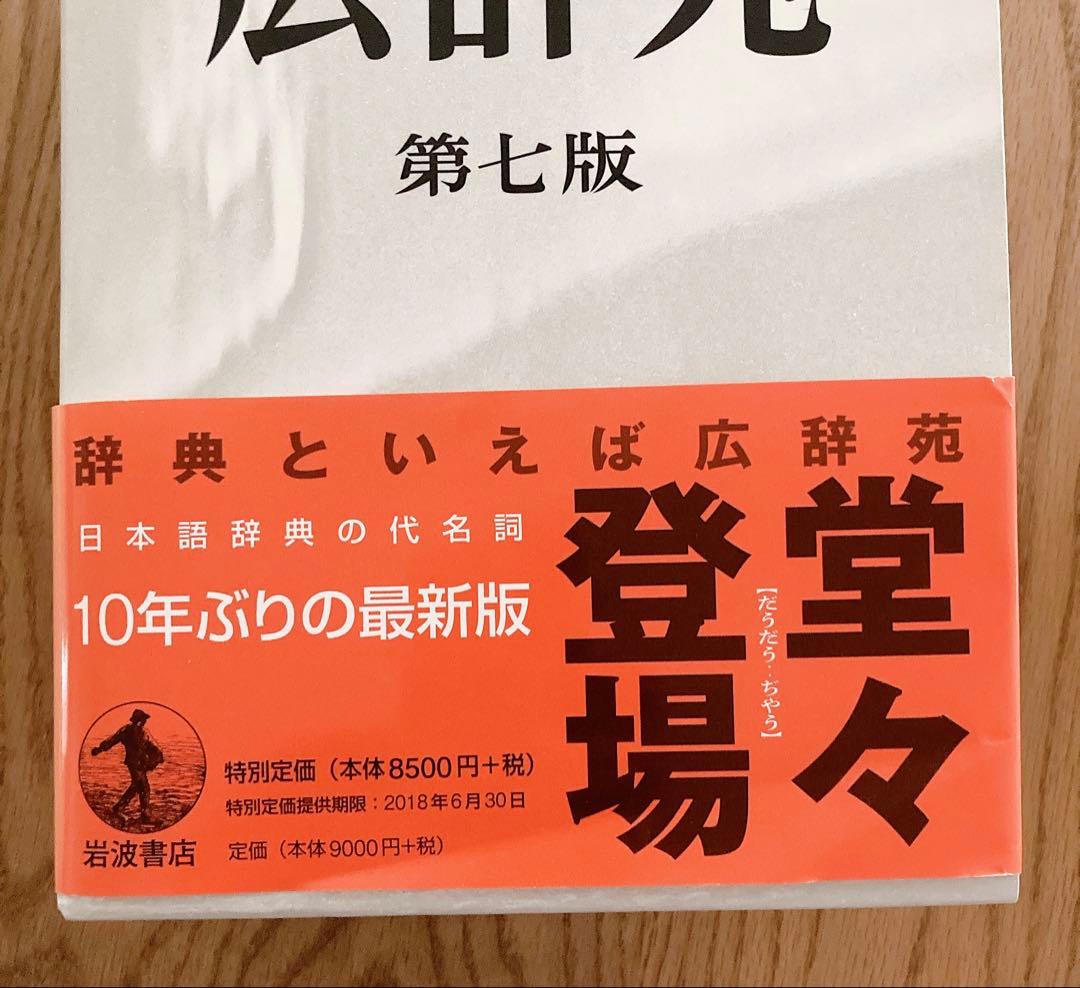 広辞苑
第七版
辞典といえば広辞苑
堂々
登場
【だうだう‥ぢやう】
日本語辞典の代名詞
10年ぶりの最新版
特別定価（本体8500円＋税）
特別定価提供期限：2018年6月30日
定価（本体9000円＋税）
岩波書店